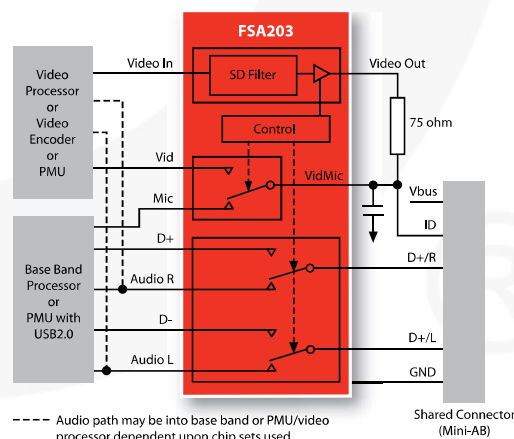 FSA203
Video In
Video Out
Video
Processor
or
Video
Encoder
or
PMU
SD Filter
75 ohm
Control
Vid
VidMic
Mic
Vbus
ID
D+
D+/R
Base Band
Processor
or
PMU with
USB2.0
Audio R
D-
D+/L
Audio L
GND
Shared Connector
(Mini-AB)
---- Audio path may be into base band or PMU/video
processor dependent upon chip sets used